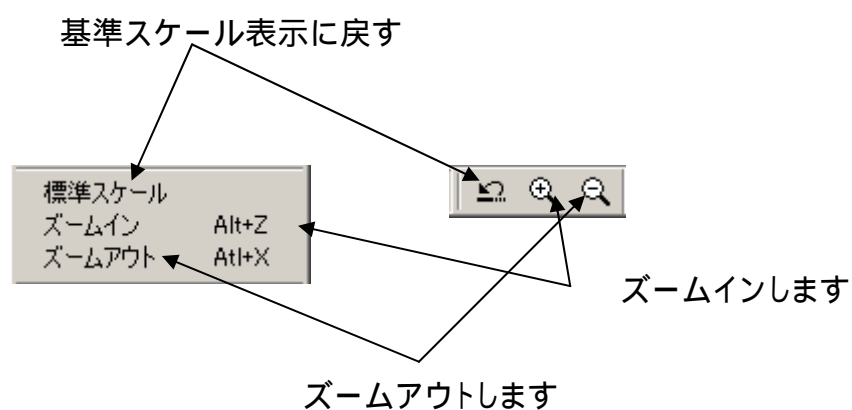 基準スケール表示に戻す
標準スケール
ズームイン Alt+Z
ズームアウト Atl+X
ズームインします
ズームアウトします